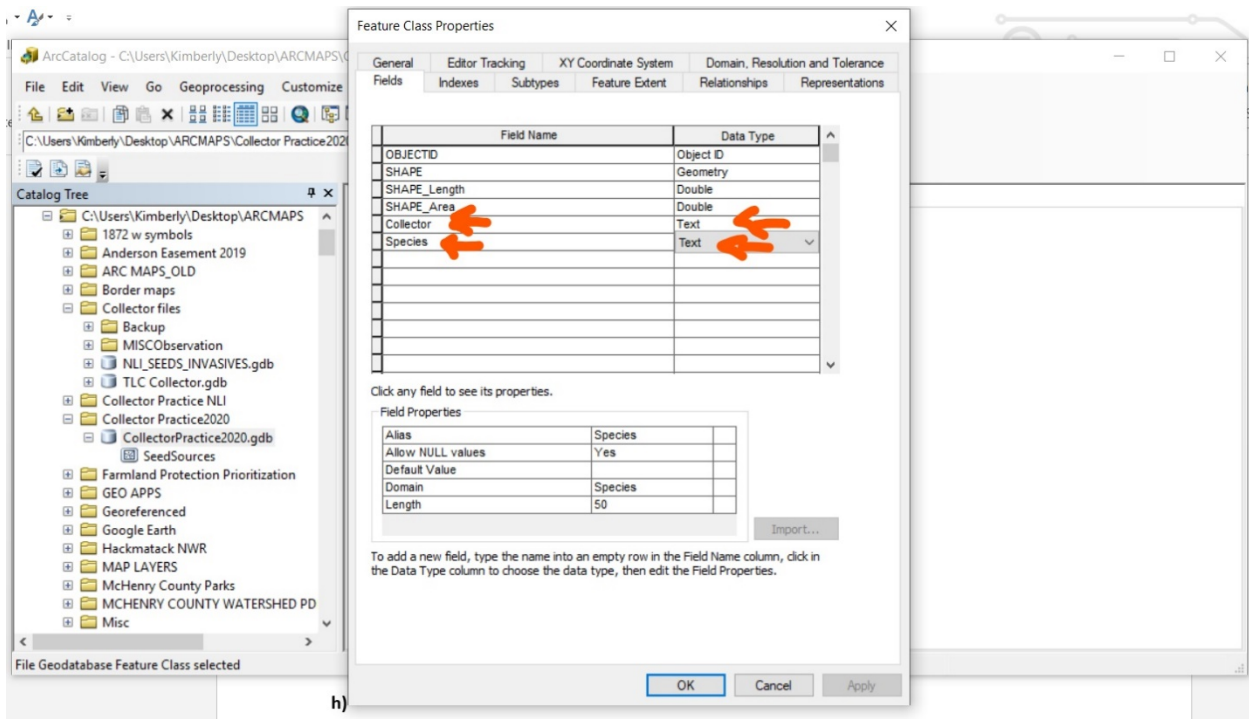 Feature Class Properties
ArcCatalog - C:\Users\Kimberly\Desktop\ARCMAPS\
File Edit View Go Geoprocessing Customize
C:\Users\Kimberly\Desktop\ARCMAPS\Collector Practice202
Catalog Tree
C:\Users\Kimberly\Desktop\ARCMAPS
1872 w symbols
Anderson Easement 2019
ARC MAPS_OLD
Border maps
Collector files
Backup
MISCObservation
NLI_SEEDS_INVASIVES.gdb
TLC Collector.gdb
Collector Practice NLI
Collector Practice2020
CollectorPractice2020.gdb
SeedSources
Farmland Protection Prioritization
GEO APPS
Georeferenced
Google Earth
Hackmatack NWR
MAP LAYERS
McHenry County Parks
MCHENRY COUNTY WATERSHED PD
Misc
File Geodatabase Feature Class selected
General Editor Tracking XY Coordinate System Domain, Resolution and Tolerance
Fields Indexes Subtypes Feature Extent Relationships Representations
Field Name Data Type
OBJECTID Object ID
SHAPE Geometry
SHAPE_Length Double
SHAPE_Area Double
Collector Text
Species Text
Click any field to see its properties.
Field Properties
Alias Species
Allow NULL values Yes
Default Value
Domain Species
Length 50
Import...
To add a new field, type the name into an empty row in the Field Name column, click in
the Data Type column to choose the data type, then edit the Field Properties.
OK Cancel Apply
h)